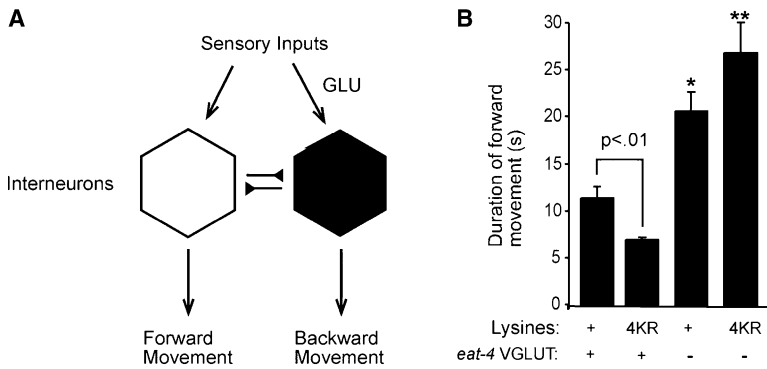 A
Sensory Inputs
GLU
Interneurons
Forward
Movement
Backward
Movement
B
Duration of forward
movement (s)
30
25
20
15
10
5
0
p<.01
*
**
Lysines: + 4KR + 4KR
eat-4 VGLUT: + + - -